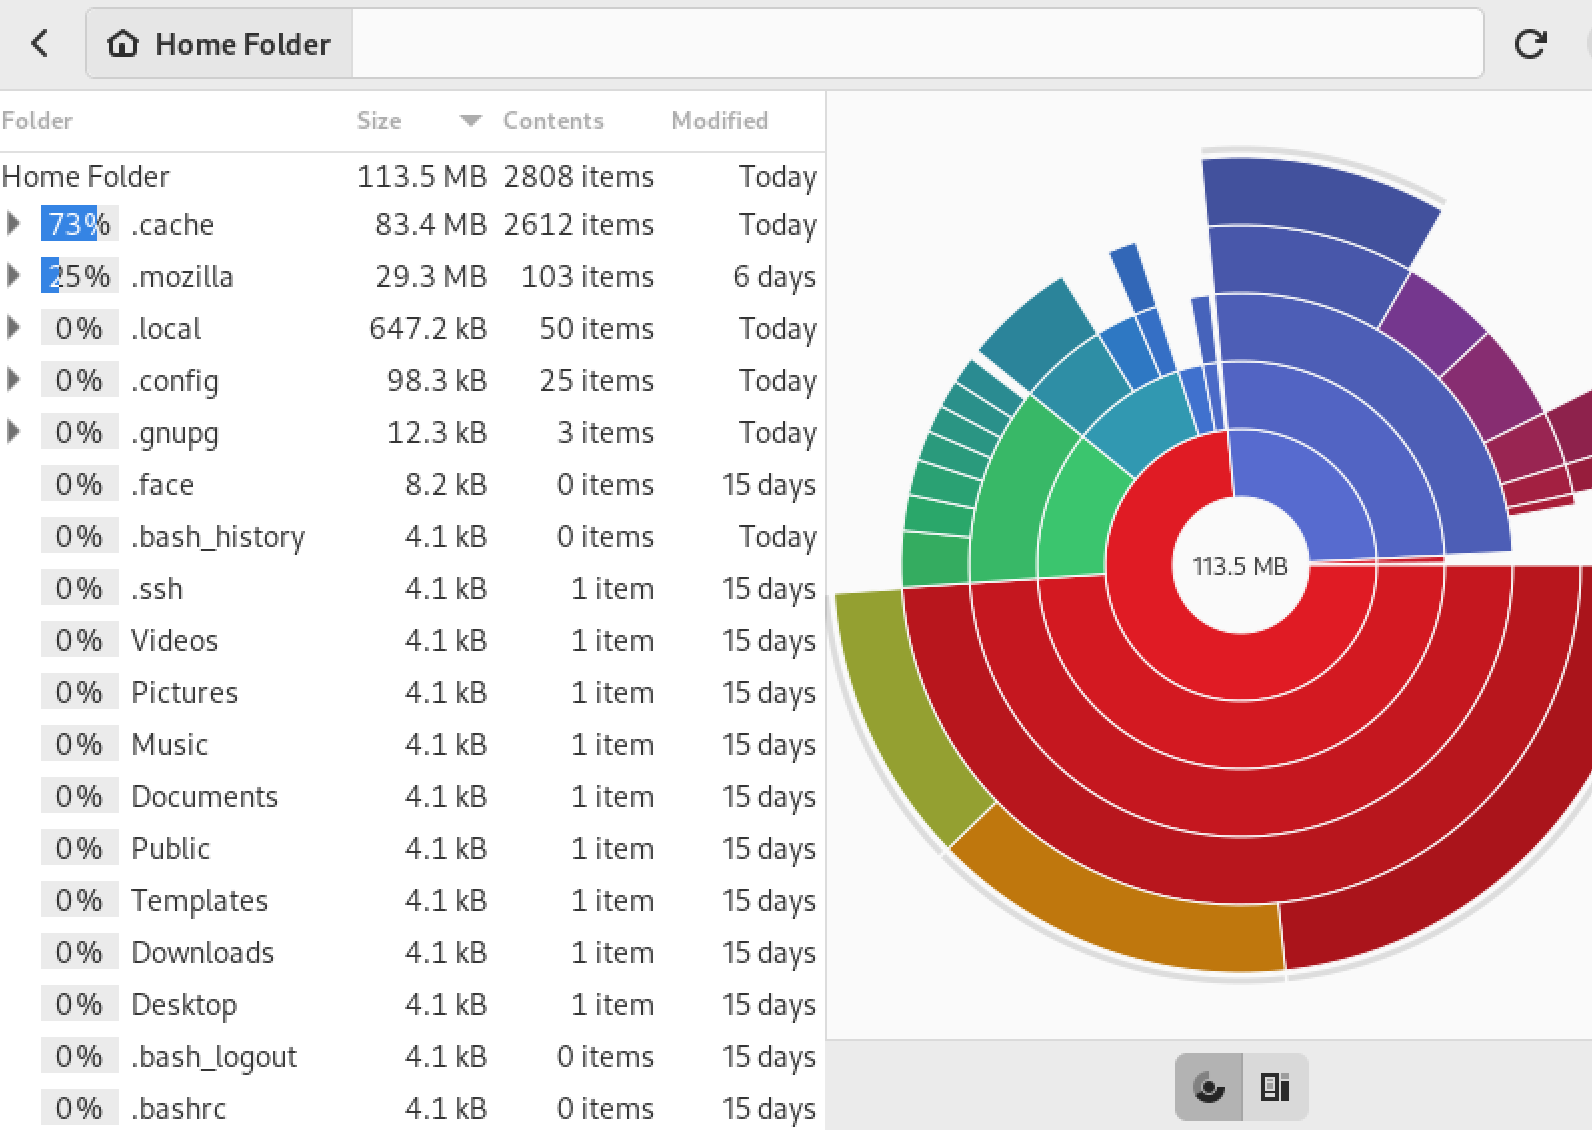 Home Folder
Folder Size Contents Modified
Home Folder 113.5 MB 2808 items Today
73% .cache 83.4 MB 2612 items Today
25% .mozilla 29.3 MB 103 items 6 days
0% .local 647.2 kB 50 items Today
0% .config 98.3 kB 25 items Today
0% .gnupg 12.3 kB 3 items Today
0% .face 8.2 kB 0 items 15 days
0% .bash_history 4.1 kB 0 items Today
0% .ssh 4.1 kB 1 item 15 days
0% Videos 4.1 kB 1 item 15 days
0% Pictures 4.1 kB 1 item 15 days
0% Music 4.1 kB 1 item 15 days
0% Documents 4.1 kB 1 item 15 days
0% Public 4.1 kB 1 item 15 days
0% Templates 4.1 kB 1 item 15 days
0% Downloads 4.1 kB 1 item 15 days
0% Desktop 4.1 kB 1 item 15 days
0% .bash_logout 4.1 kB 0 items 15 days
0% .bashrc 4.1 kB 0 items 15 days
113.5 MB